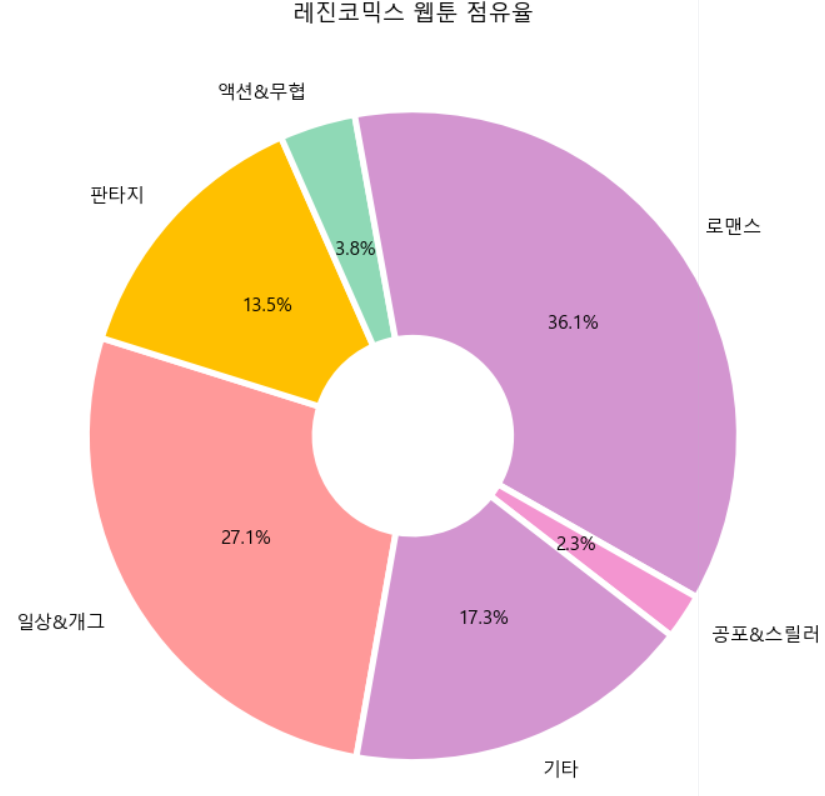 레진코믹스 웹툰 점유율
액션&무협
판타지
로맨스
3.8%
13.5%
36.1%
27.1%
2.3%
17.3%
일상&개그
공포&스릴러
기타